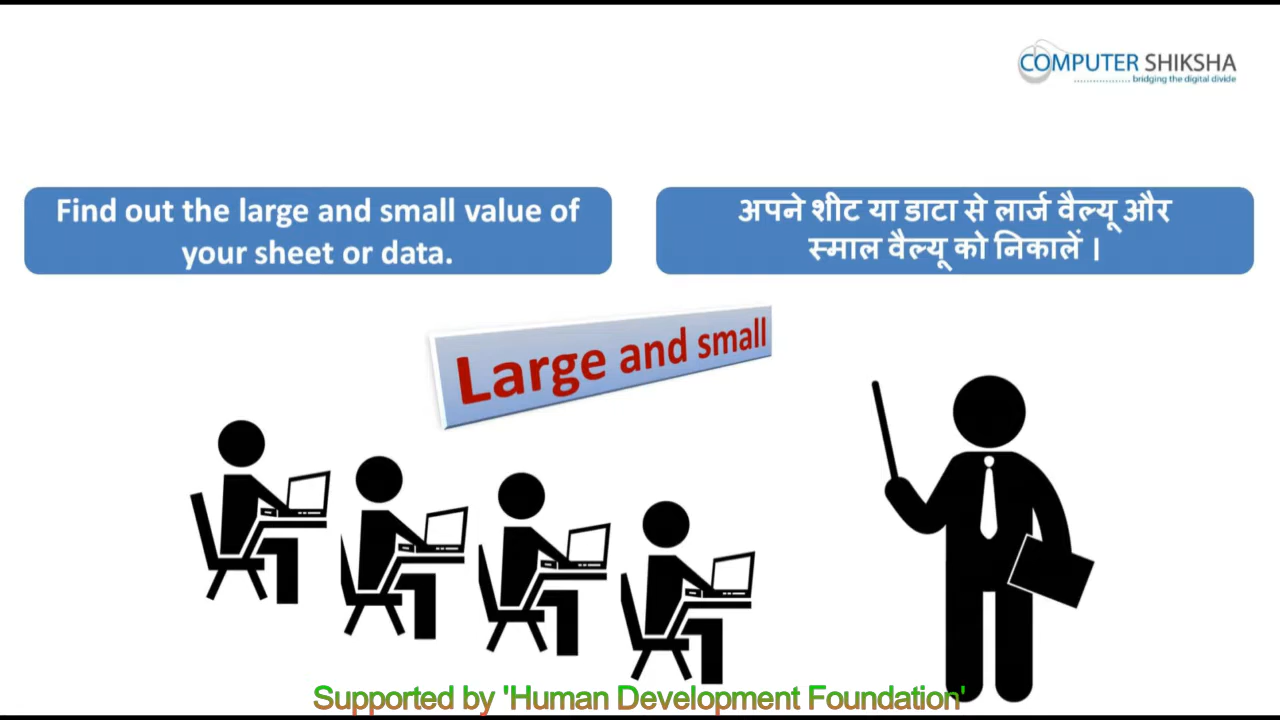 COMPUTER SHIKSHA
.................. bridging the digital divide
Find out the large and small value of
your sheet or data.
अपने शीट या डाटा से लार्ज वैल्यू और
स्माल वैल्यू को निकालें ।
Large and small
Supported by 'Human Development Foundation'